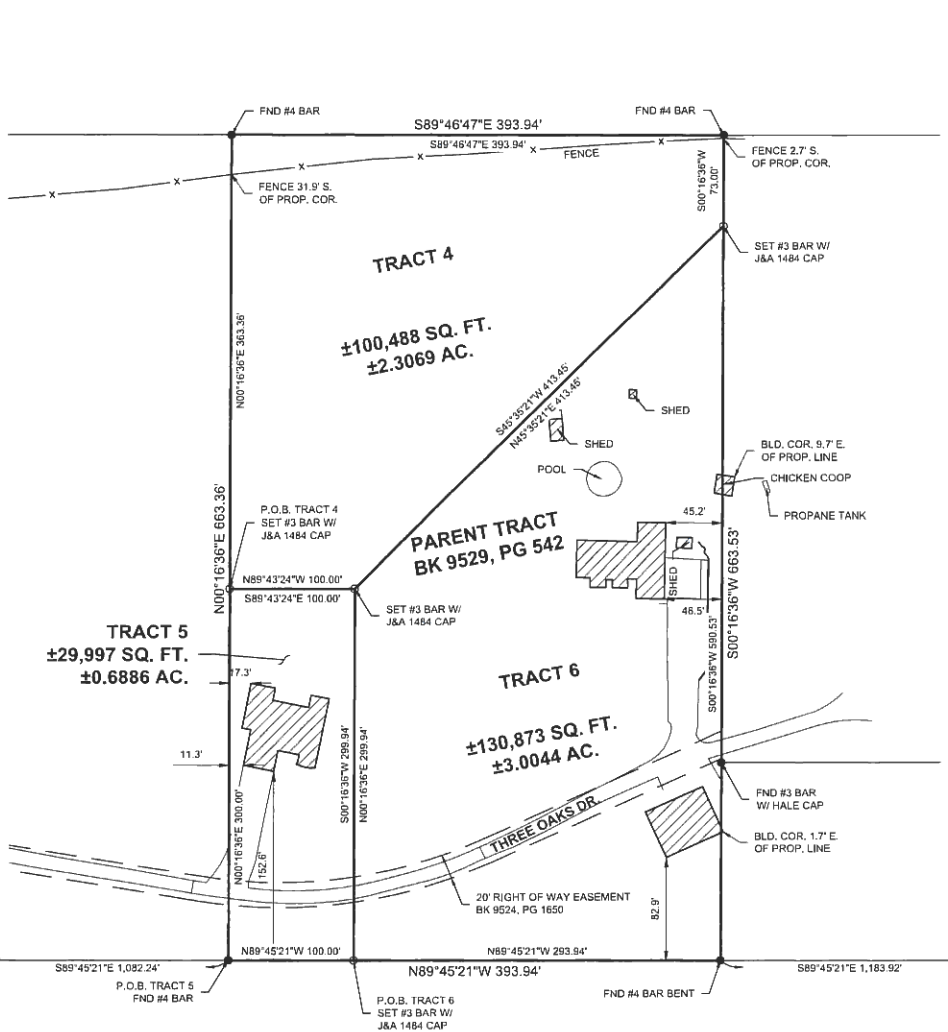 FND #4 BAR
FND #4 BAR
S89°46'47"E 393.94'
S89°46'47"E 393.94'
FENCE
FENCE 2.7' S.
OF PROP. COR.
S00°16'36"W
73.00'
FENCE 31.9' S.
OF PROP. COR.
SET #3 BAR W/
J&A 1484 CAP
TRACT 4
±100,488 SQ. FT.
±2.3069 AC.
N00°16'36"E 363.36'
S45°35'21"W 413.45'
N45°35'21"E 413.45'
SHED
SHED
POOL
BLD. COR. 9.7' E.
OF PROP. LINE
CHICKEN COOP
PROPANE TANK
N00°16'36"E 663.36'
P.O.B. TRACT 4
SET #3 BAR W/
J&A 1484 CAP
PARENT TRACT
BK 9529, PG 542
45.2'
SHED
46.5'
S00°16'36"W 663.53'
S00°16'36"W 590.53'
N89°43'24"W 100.00'
S89°43'24"E 100.00'
SET #3 BAR W/
J&A 1484 CAP
TRACT 5
±29,997 SQ. FT.
±0.6886 AC.
17.3'
11.3'
TRACT 6
±130,873 SQ. FT.
±3.0044 AC.
S00°16'36"W 299.94'
N00°16'36"E 299.94'
N00°16'36"E 300.00'
152.6'
THREE OAKS DR.
FND #3 BAR
W/ HALE CAP
BLD. COR. 1.7' E.
OF PROP. LINE
20' RIGHT OF WAY EASEMENT
BK 9524, PG 1650
82.9'
N89°45'21"W 100.00'
N89°45'21"W 293.94'
S89°45'21"E 1,082.24'
N89°45'21"W 393.94'
S89°45'21"E 1,183.92'
P.O.B. TRACT 5
FND #4 BAR
P.O.B. TRACT 6
SET #3 BAR W/
J&A 1484 CAP
FND #4 BAR BENT